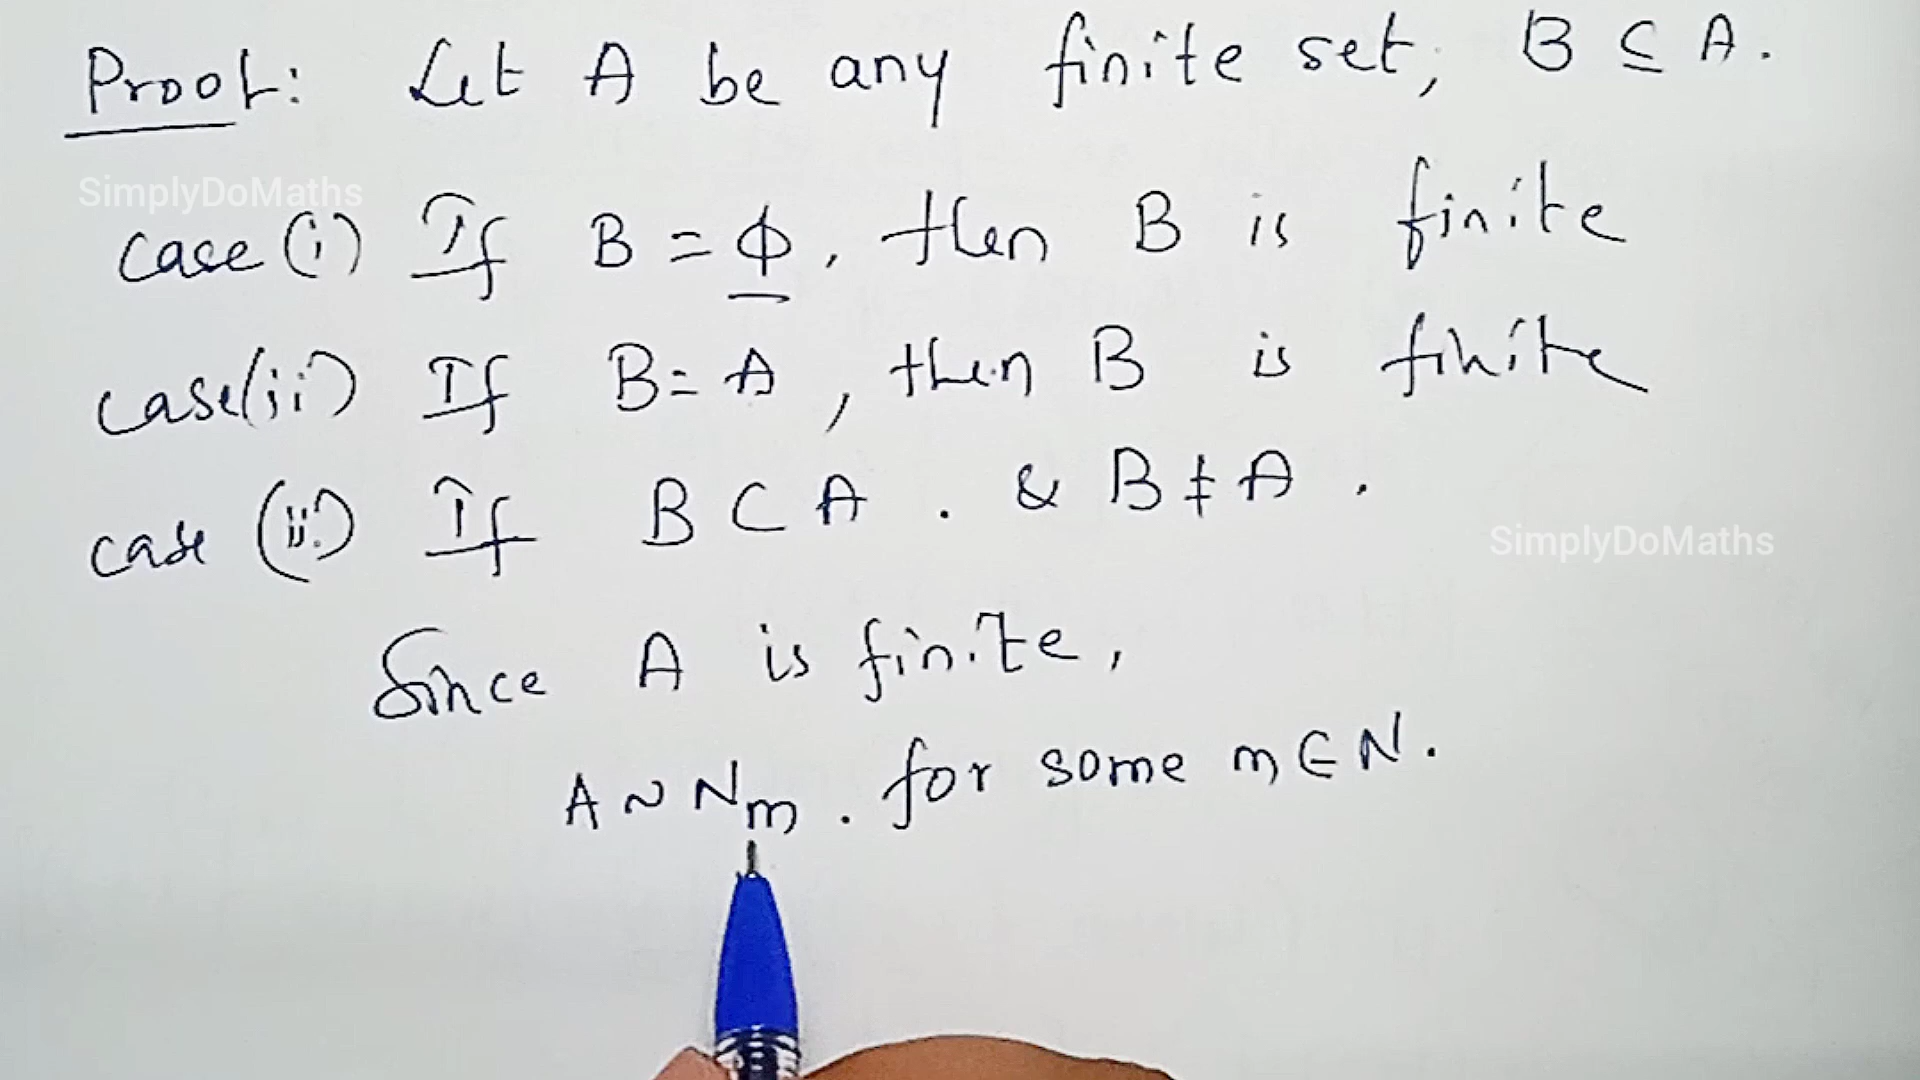 Proof: Let A be any finite set, B ⊆ A.
SimplyDoMaths
case (i) If B = ϕ, then B is finite
case (ii) If B = A, then B is finite
case (iii) If B ⊂ A. & B ≠ A.
SimplyDoMaths
Since A is finite,
A ~ Nm. for some m ∈ N.